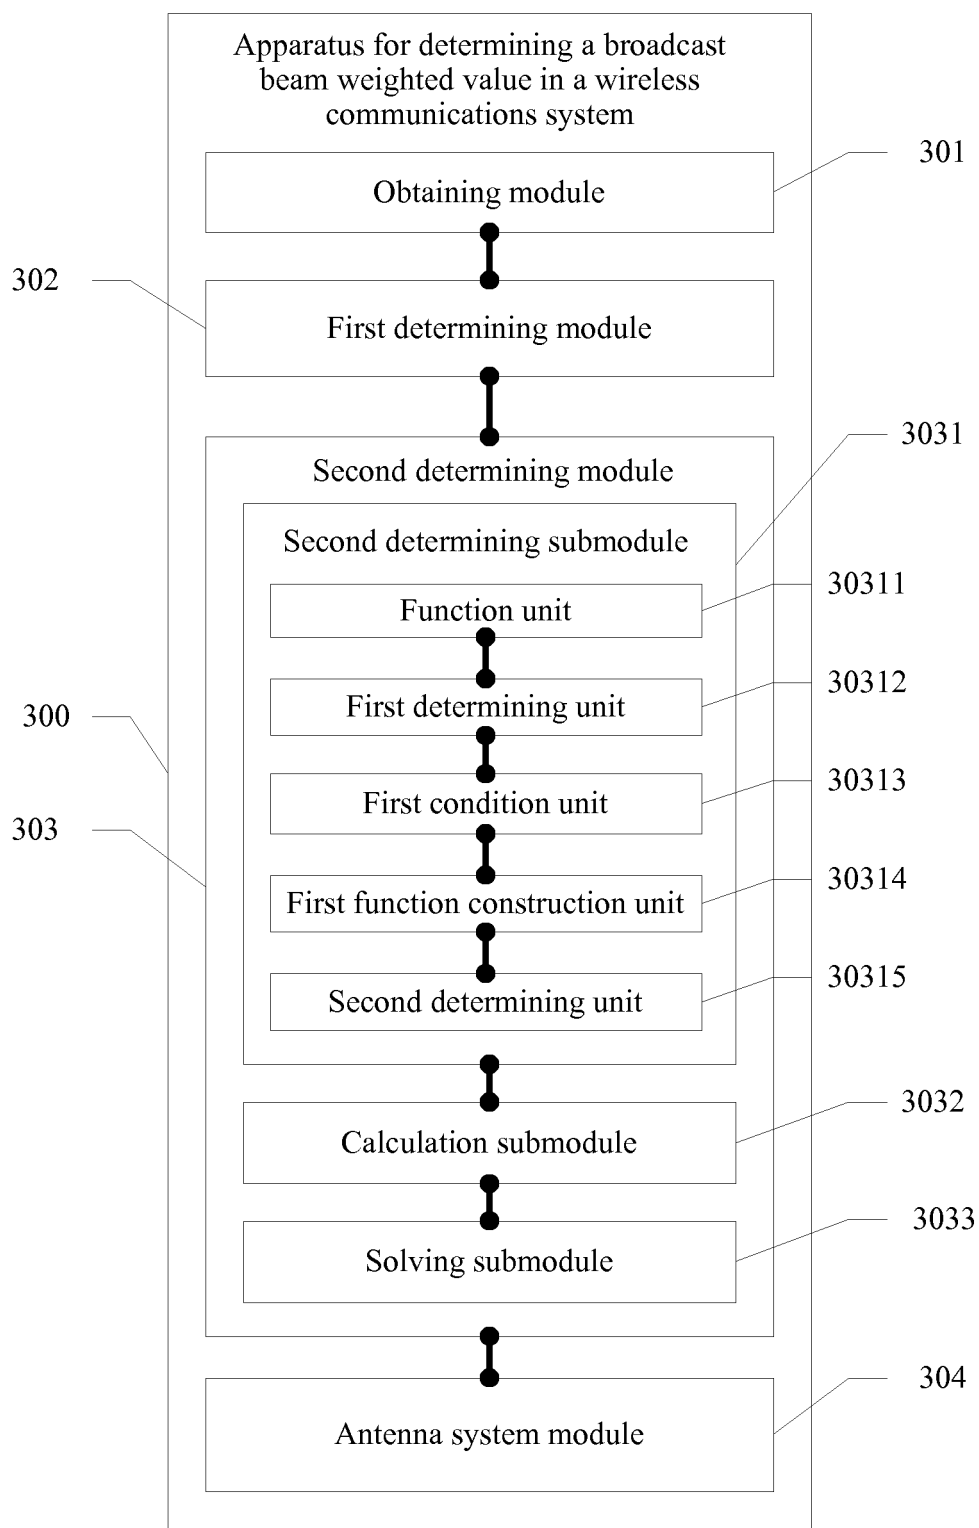 Apparatus for determining a broadcast
beam weighted value in a wireless
communications system
301
Obtaining module
302
First determining module
3031
Second determining module
Second determining submodule
30311
Function unit
30312
First determining unit
300
30313
First condition unit
303
30314
First function construction unit
30315
Second determining unit
3032
Calculation submodule
3033
Solving submodule
304
Antenna system module